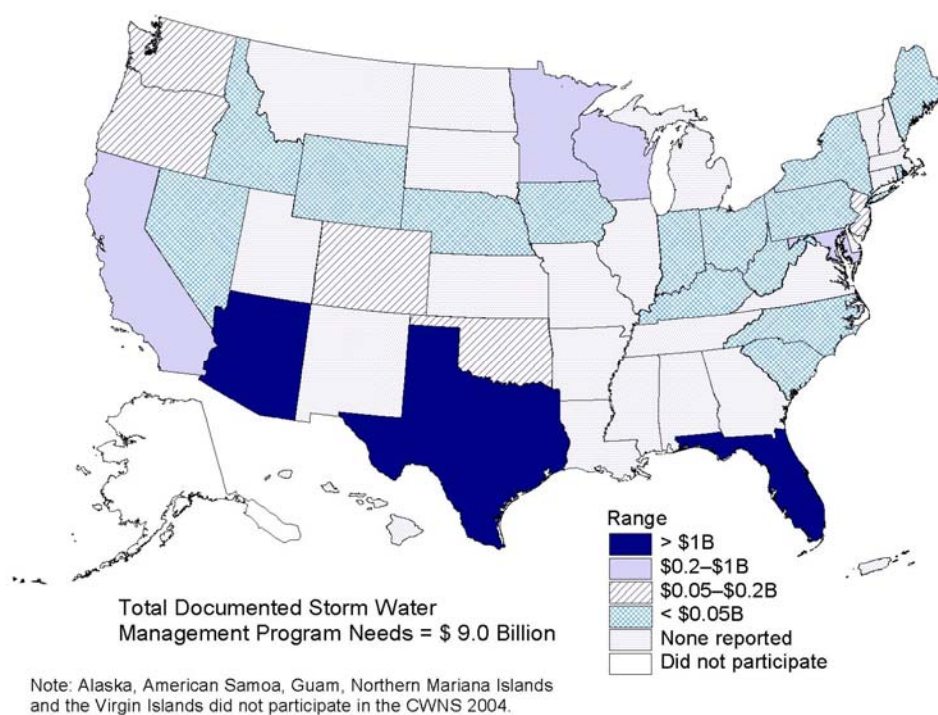 Range
> $1B
$0.2–$1B
$0.05–$0.2B
< $0.05B
None reported
Did not participate
Total Documented Storm Water
Management Program Needs = $ 9.0 Billion
Note: Alaska, American Samoa, Guam, Northern Mariana Islands
and the Virgin Islands did not participate in the CWNS 2004.